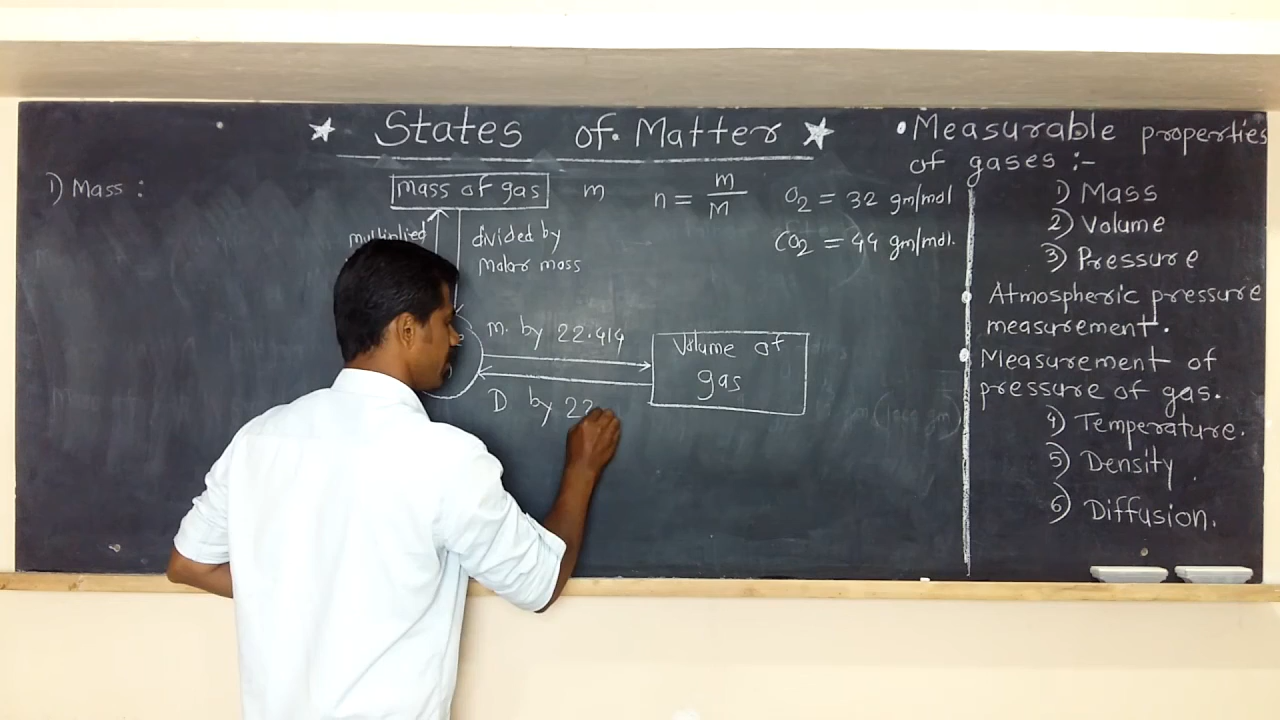 ★ States of Matter ★
1) Mass :
Mass of gas m n = m/M O2 = 32 gm/mol
CO2 = 44 gm/mol.
multiplied
divided by
Molar mass
m. by 22.414
Volume of
gas
D by 22
• Measurable properties
of gases :-
1) Mass
2) Volume
3) Pressure
• Atmospheric pressure
measurement.
• Measurement of
pressure of gas.
4) Temperature.
5) Density.
6) Diffusion.